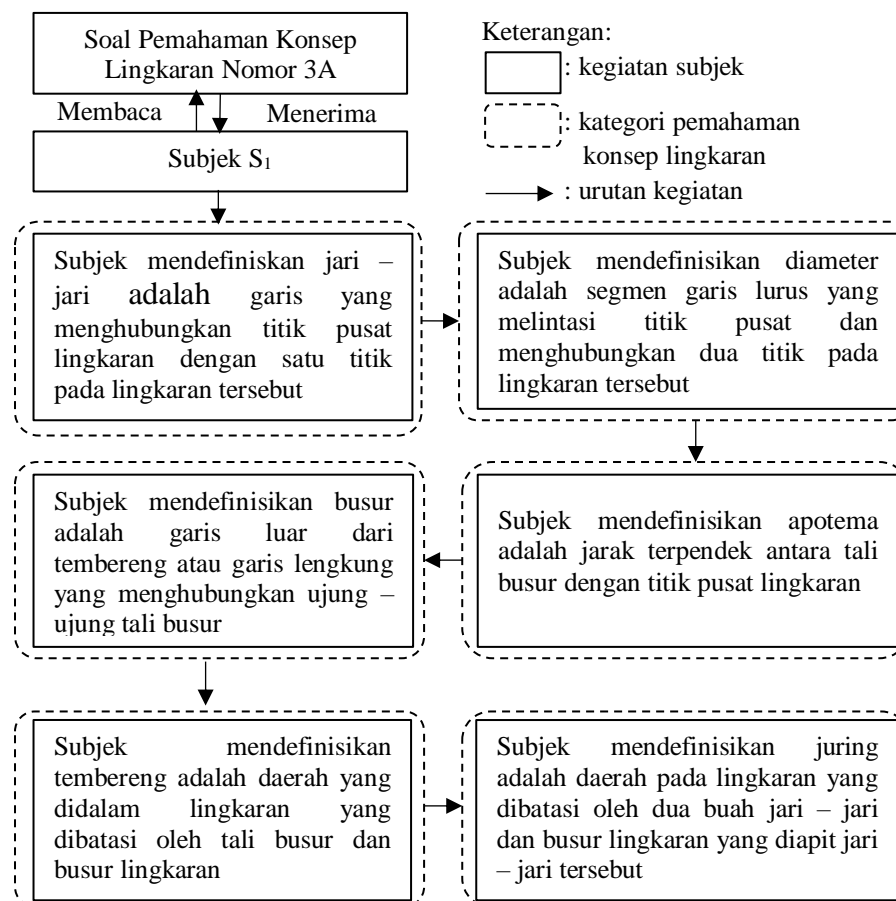 Soal Pemahaman Konsep
Lingkaran Nomor 3A
Membaca
Menerima
Subjek S₁
Keterangan:
: kegiatan subjek
: kategori pemahaman
konsep lingkaran
: urutan kegiatan
Subjek mendefiniskan jari –
jari adalah garis yang
menghubungkan titik pusat
lingkaran dengan satu titik
pada lingkaran tersebut
Subjek mendefinisikan diameter
adalah segmen garis lurus yang
melintasi titik pusat dan
menghubungkan dua titik pada
lingkaran tersebut
Subjek mendefinisikan apotema
adalah jarak terpendek antara tali
busur dengan titik pusat lingkaran
Subjek mendefinisikan busur
adalah garis luar dari
tembereng atau garis lengkung
yang menghubungkan ujung –
ujung tali busur
Subjek mendefinisikan
tembereng adalah daerah yang
didalam lingkaran yang
dibatasi oleh tali busur dan
busur lingkaran
Subjek mendefinisikan juring
adalah daerah pada lingkaran yang
dibatasi oleh dua buah jari – jari
dan busur lingkaran yang diapit jari
– jari tersebut